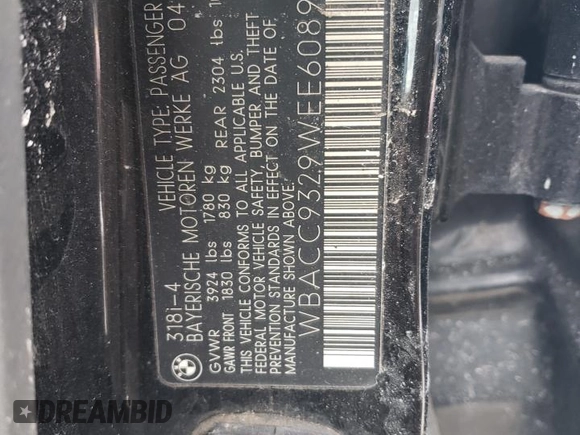 318i-4
VEHICLE TYPE: PASSENGER
BAYERISCHE MOTOREN WERKE AG 04
GVWR 3924 lbs 1780 kg
GAWR FRONT 1830 lbs 830 kg REAR 2304 lbs
THIS VEHICLE CONFORMS TO ALL APPLICABLE U.S.
FEDERAL MOTOR VEHICLE SAFETY, BUMPER AND THEFT
PREVENTION STANDARDS IN EFFECT ON THE DATE OF
MANUFACTURE SHOWN ABOVE:
WBACC9329WEE6089
DREAMBID